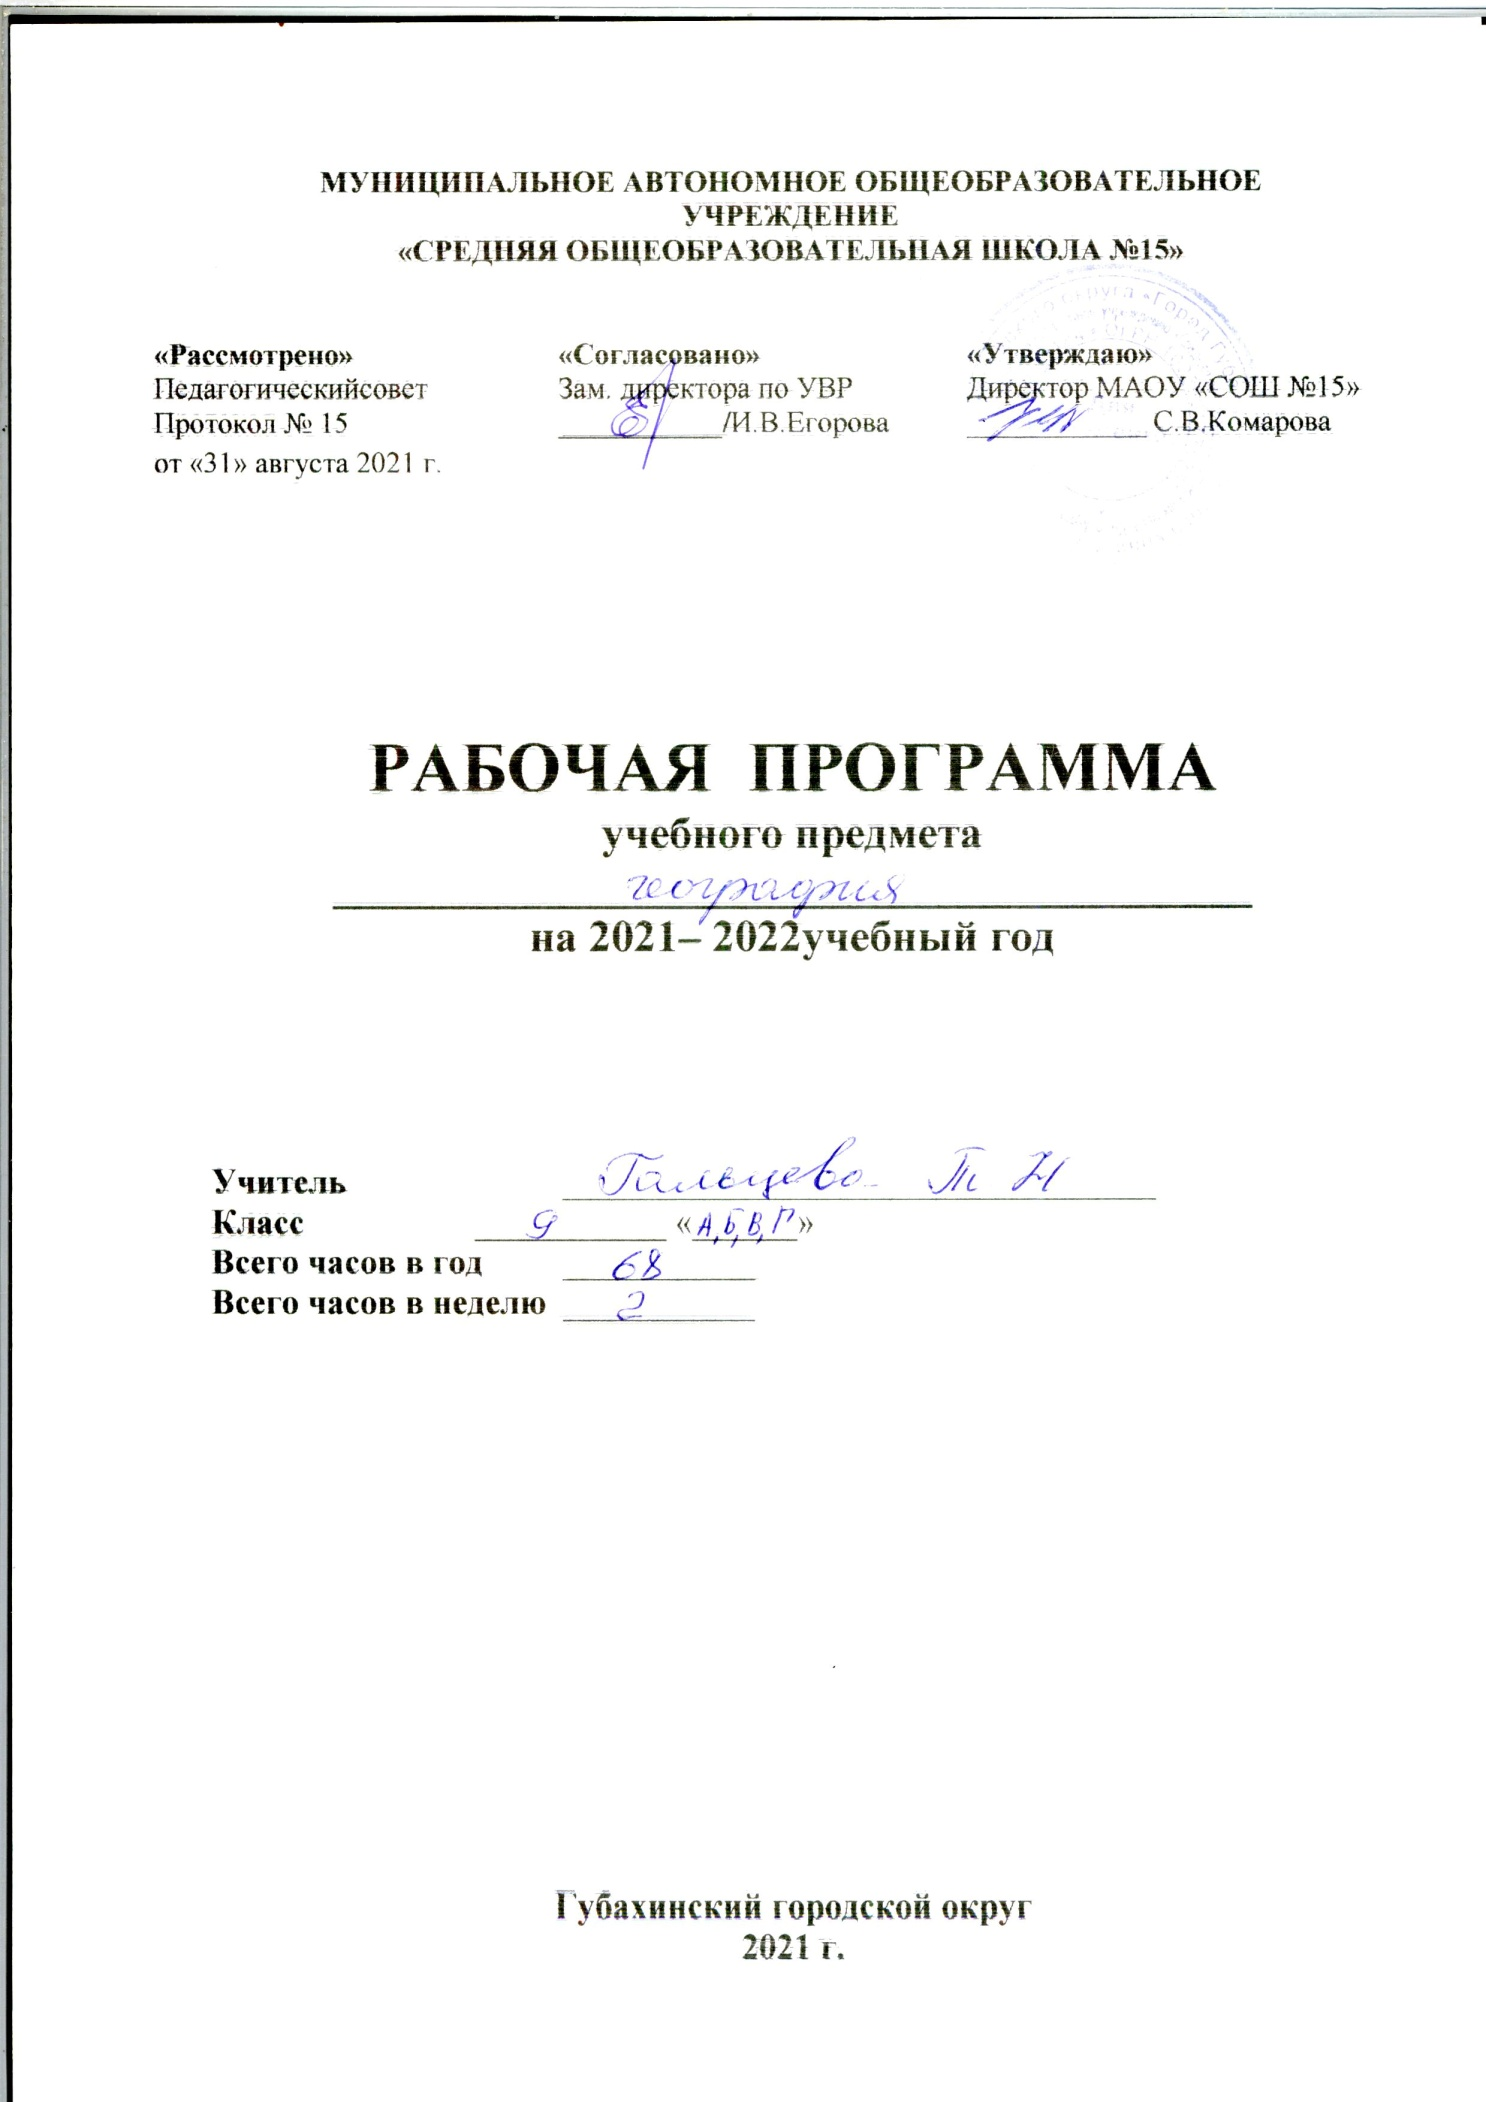 МУНИЦИПАЛЬНОЕ АВТОНОМНОЕ ОБЩЕОБРАЗОВАТЕЛЬНОЕ
УЧРЕЖДЕНИЕ
«СРЕДНЯЯ ОБЩЕОБРАЗОВАТЕЛЬНАЯ ШКОЛА №15»
«Рассмотрено»
Педагогическийсовет
Протокол № 15
от «31» августа 2021 г.
«Согласовано»
Зам. директора по УВР
/И.В.Егорова
«Утверждаю»
Директор МАОУ «СОШ №15»
С.В.Комарова
РАБОЧАЯ ПРОГРАММА
учебного предмета
география
на 2021– 2022учебный год
Учитель Гальцева Т Н
Класс 9 «А,Б,В,Г»
Всего часов в год 68
Всего часов в неделю 2
Губахинский городской округ
2021 г.